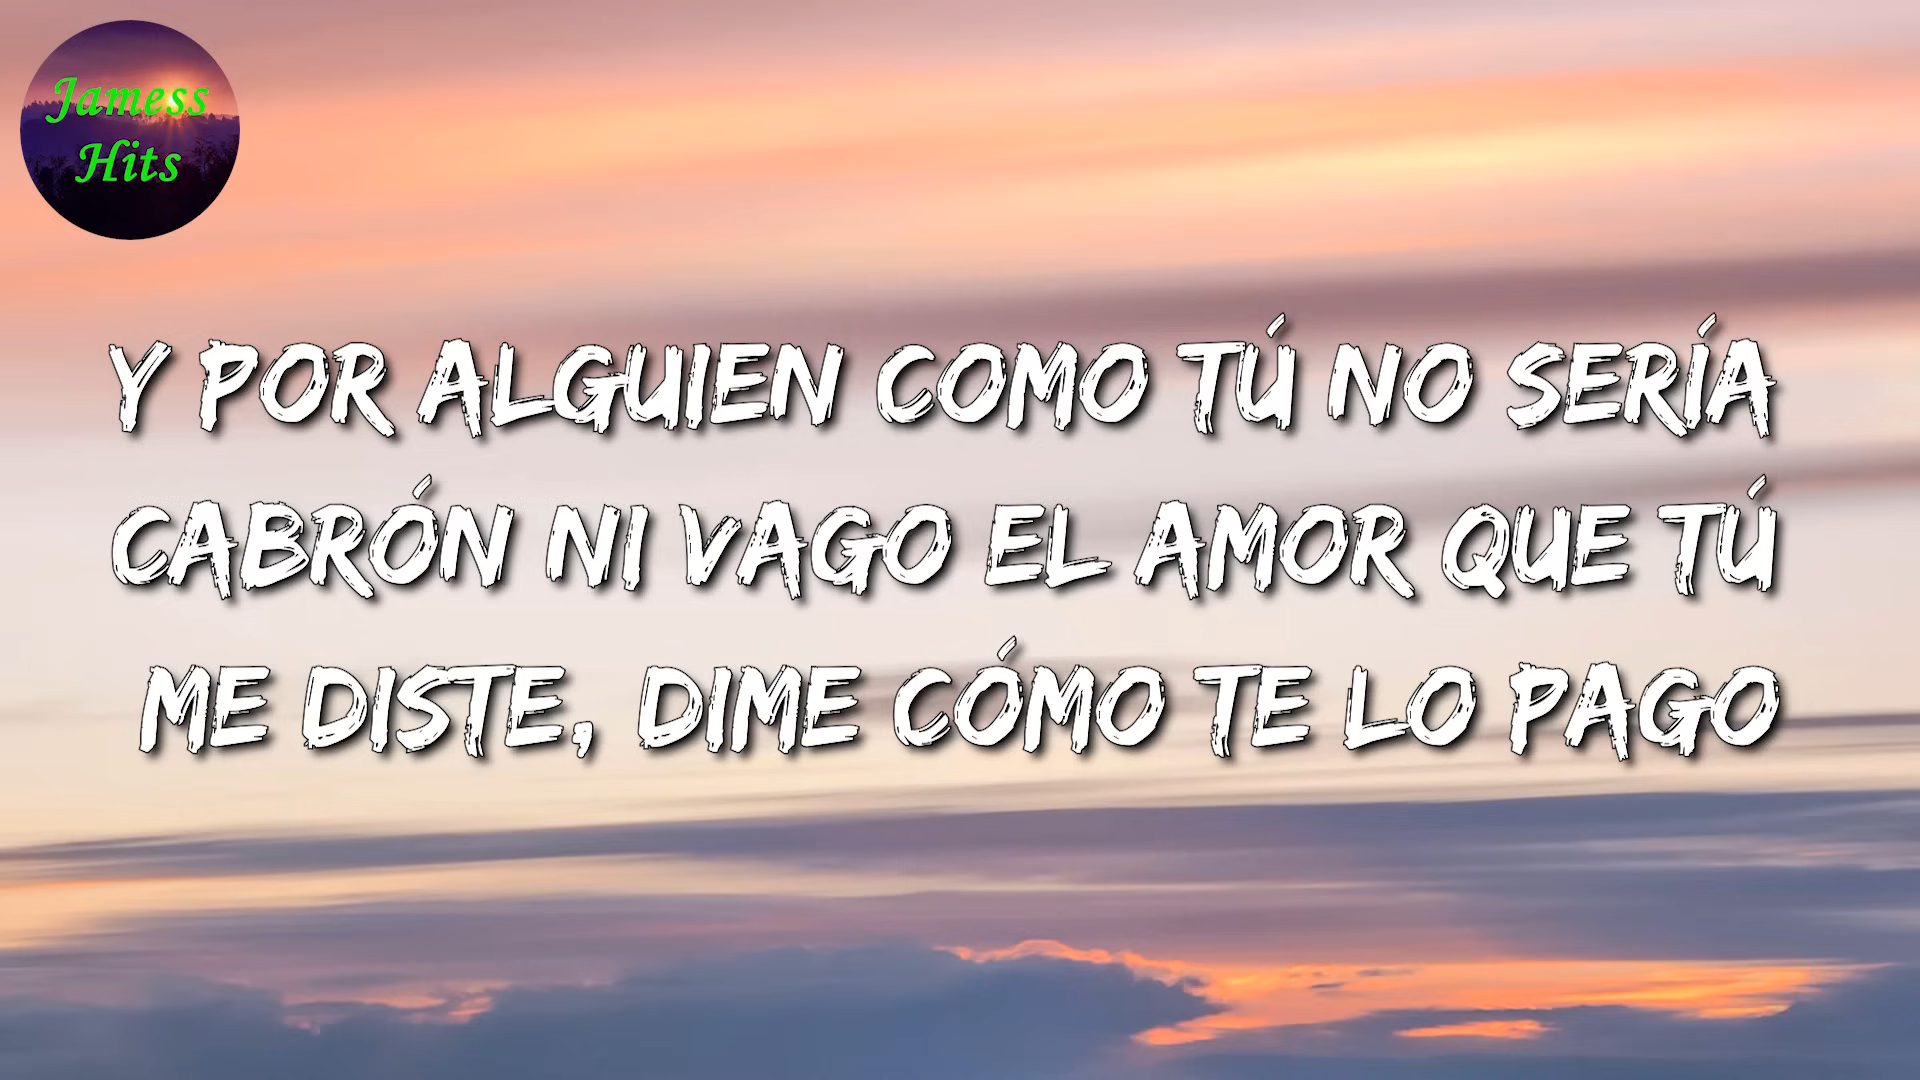 Jamess
Hits
Y POR ALGUIEN COMO TÚ NO SERÍA
CABRÓN NI VAGO EL AMOR QUE TÚ
ME DISTE, DIME CÓMO TE LO PAGO